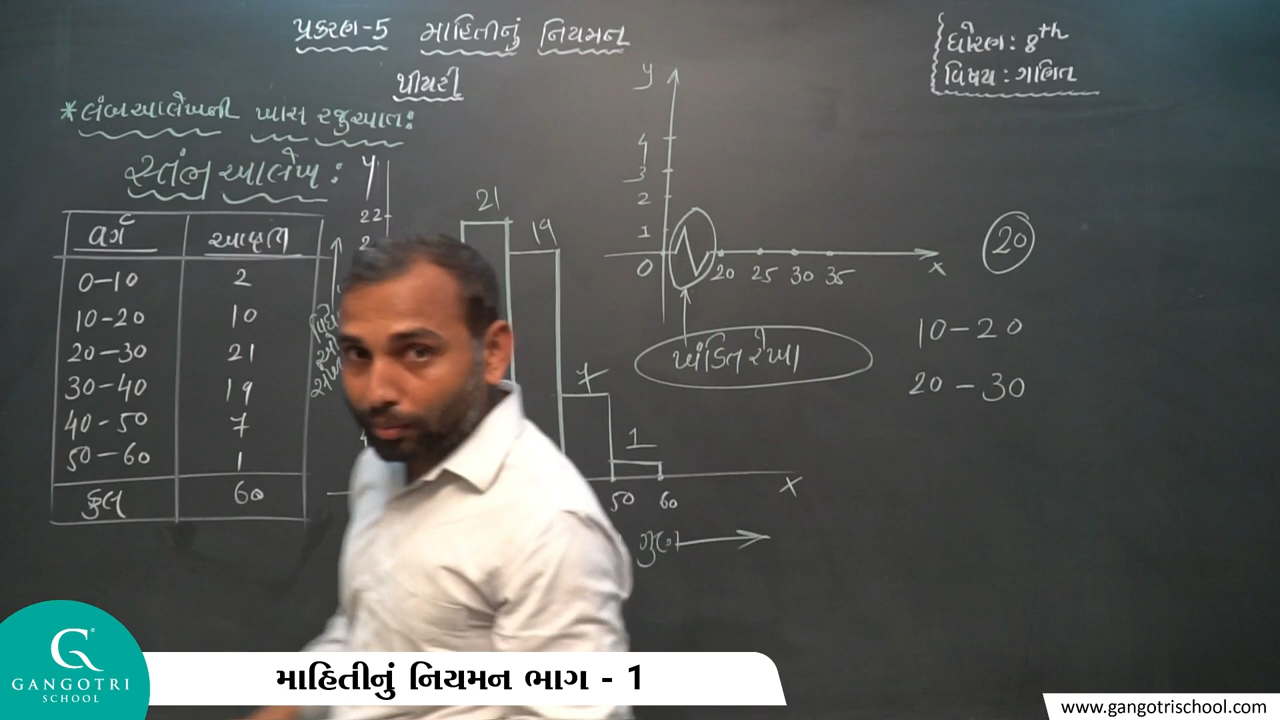 પ્રકરણ-5 માહિતીનું નિયમન
ધોરણ: 8th
વિષય: ગણિત
*લંબઆલેખની ખાસ રજુઆત:
સ્તંભ આલેખ:
વર્ગ આવૃત્તિ
0-10 2
10-20 10
20-30 21
30-40 19
40-50 7
50-60 1
કુલ 60
y
22
2
21
19
7
1
50 60
x
ગુણ
y
4
3
2
1
0 20 25 30 35
x
ખંડિત રેખા
20
10-20
20-30
GANGOTRI
SCHOOL
માહિતીનું નિયમન ભાગ - 1
www.gangotrischool.com